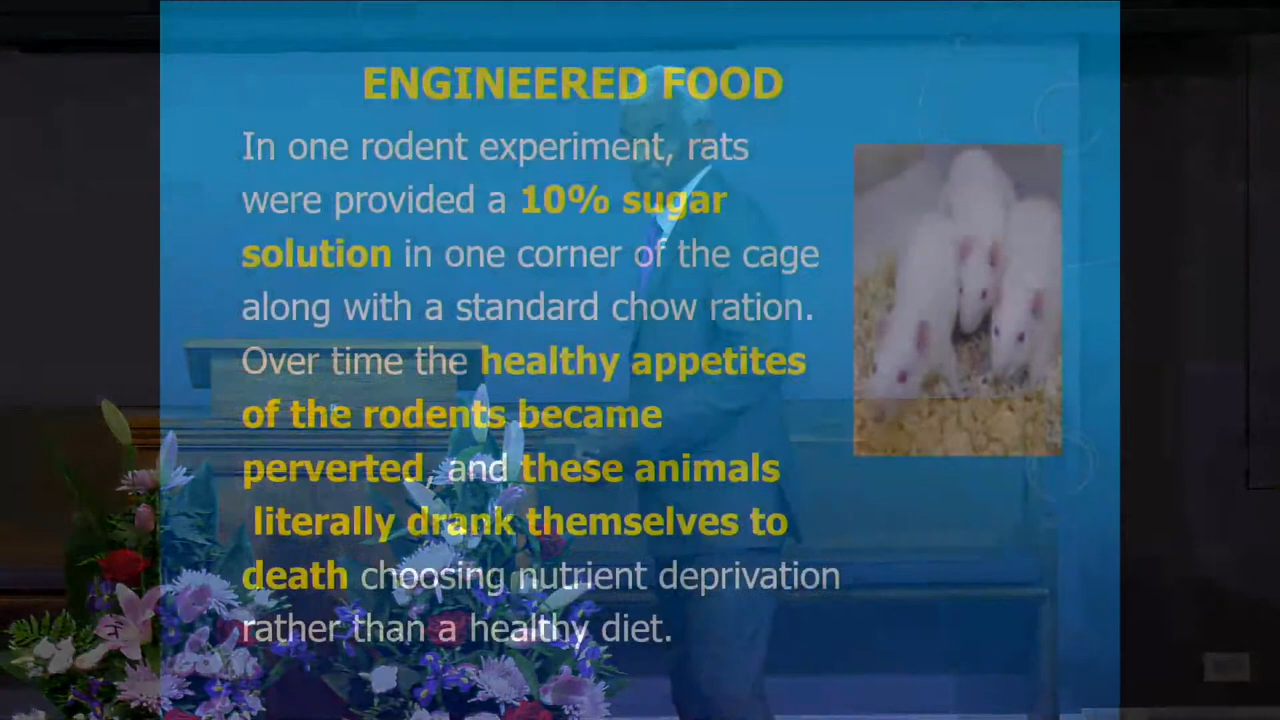 ENGINEERED FOOD
In one rodent experiment, rats
were provided a 10% sugar
solution in one corner of the cage
along with a standard chow ration.
Over time the healthy appetites
of the rodents became
perverted, and these animals
literally drank themselves to
death choosing nutrient deprivation
rather than a healthy diet.